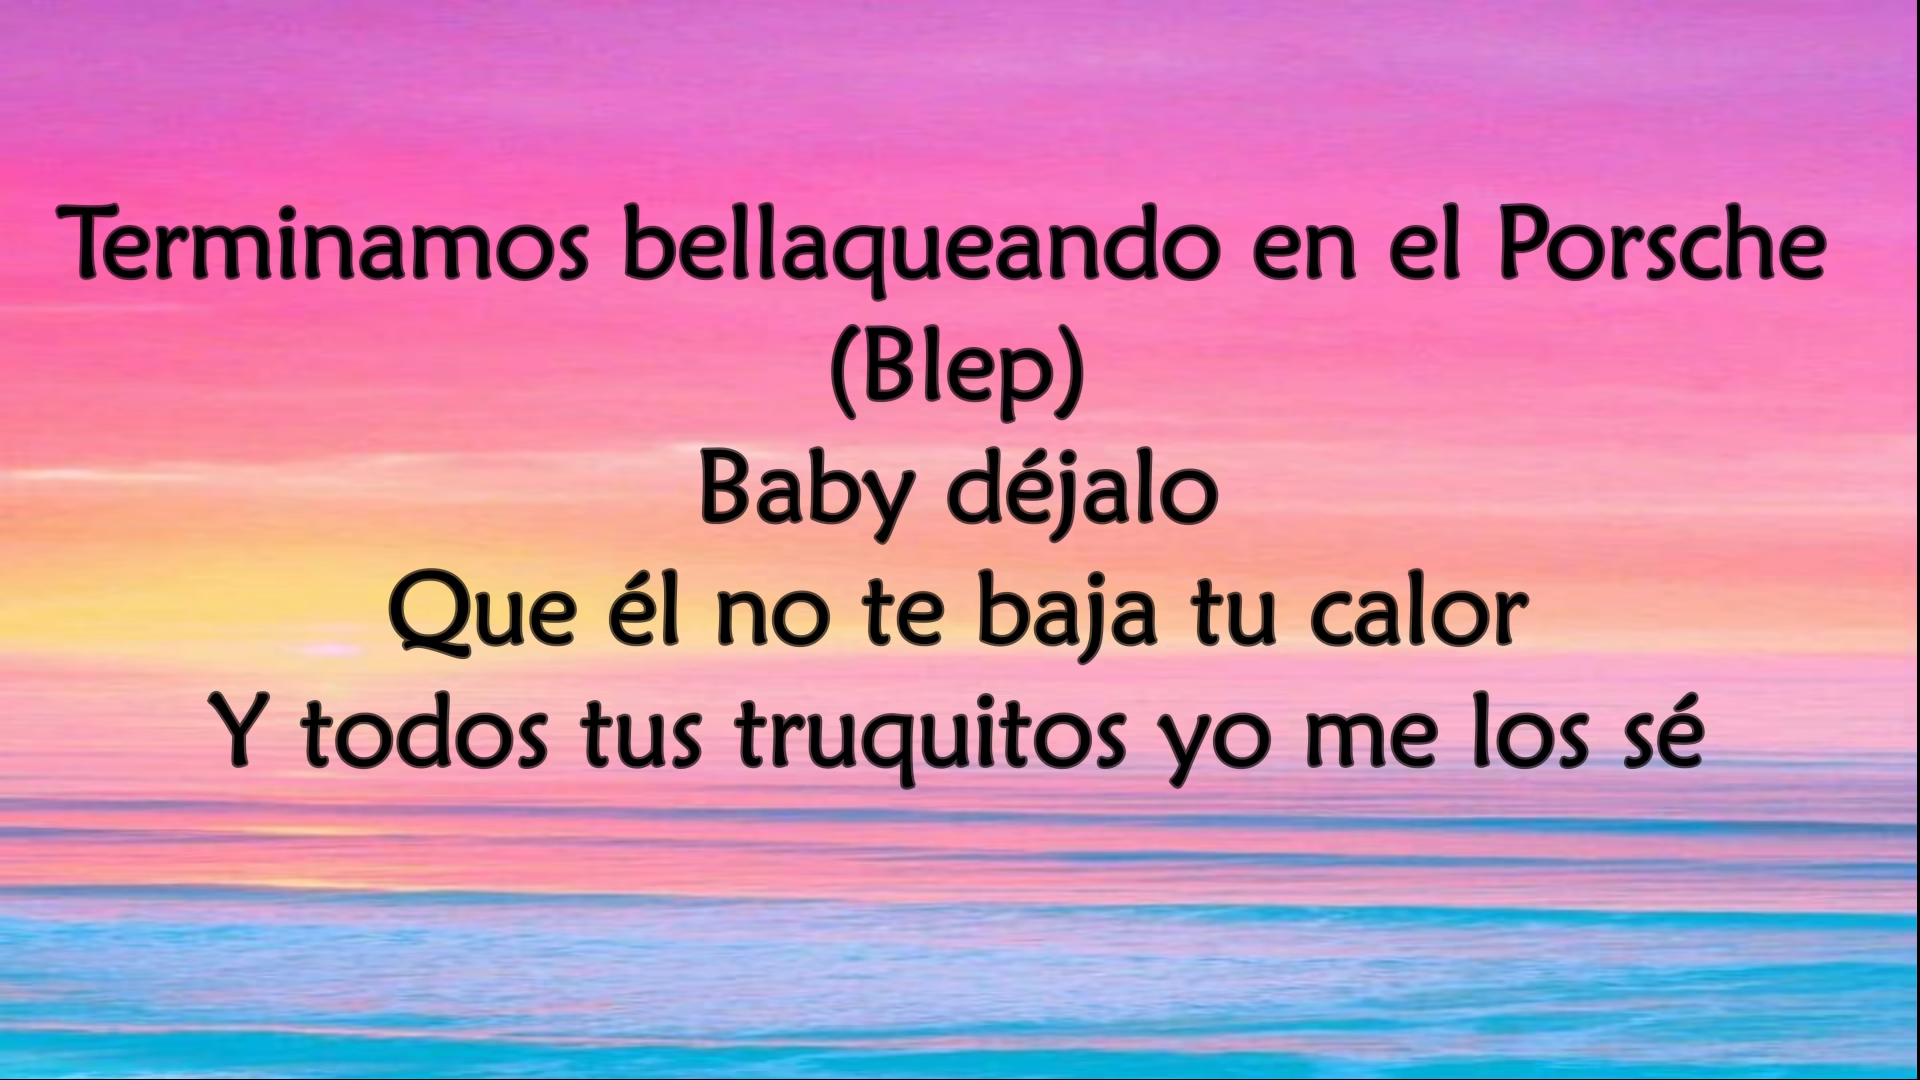 Terminamos bellaqueando en el Porsche
(Blep)
Baby déjalo
Que él no te baja tu calor
Y todos tus truquitos yo me los sé